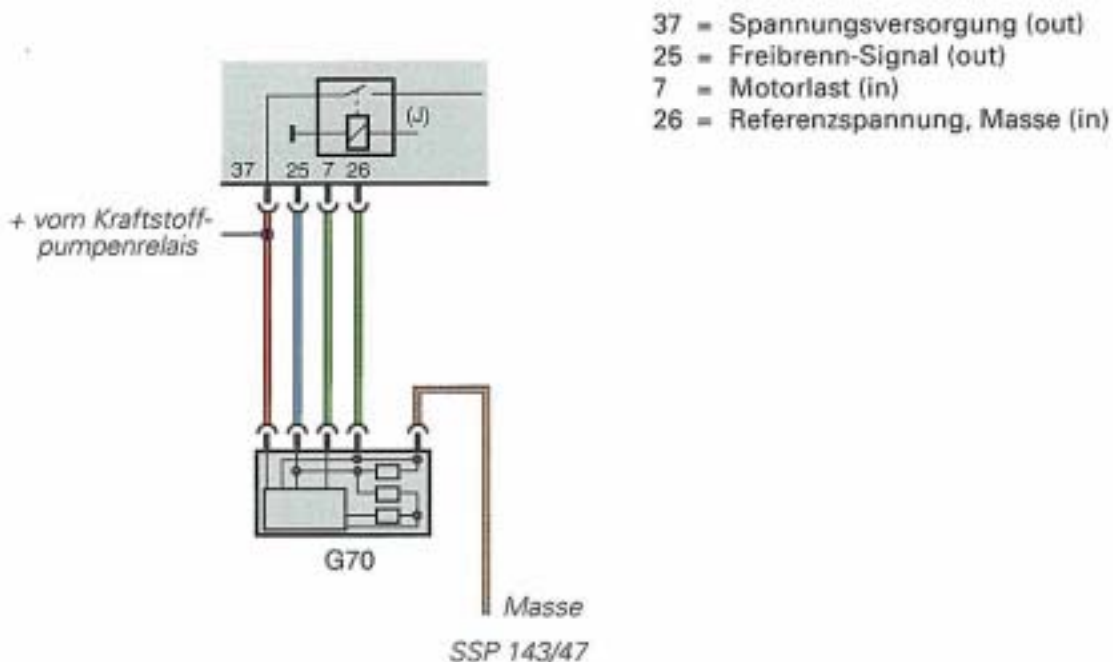 37 = Spannungsversorgung (out)
25 = Freibrenn-Signal (out)
7 = Motorlast (in)
26 = Referenzspannung, Masse (in)
(J)
37 25 7 26
+ vom Kraftstoff-
pumpenrelais
G70
Masse
SSP 143/47